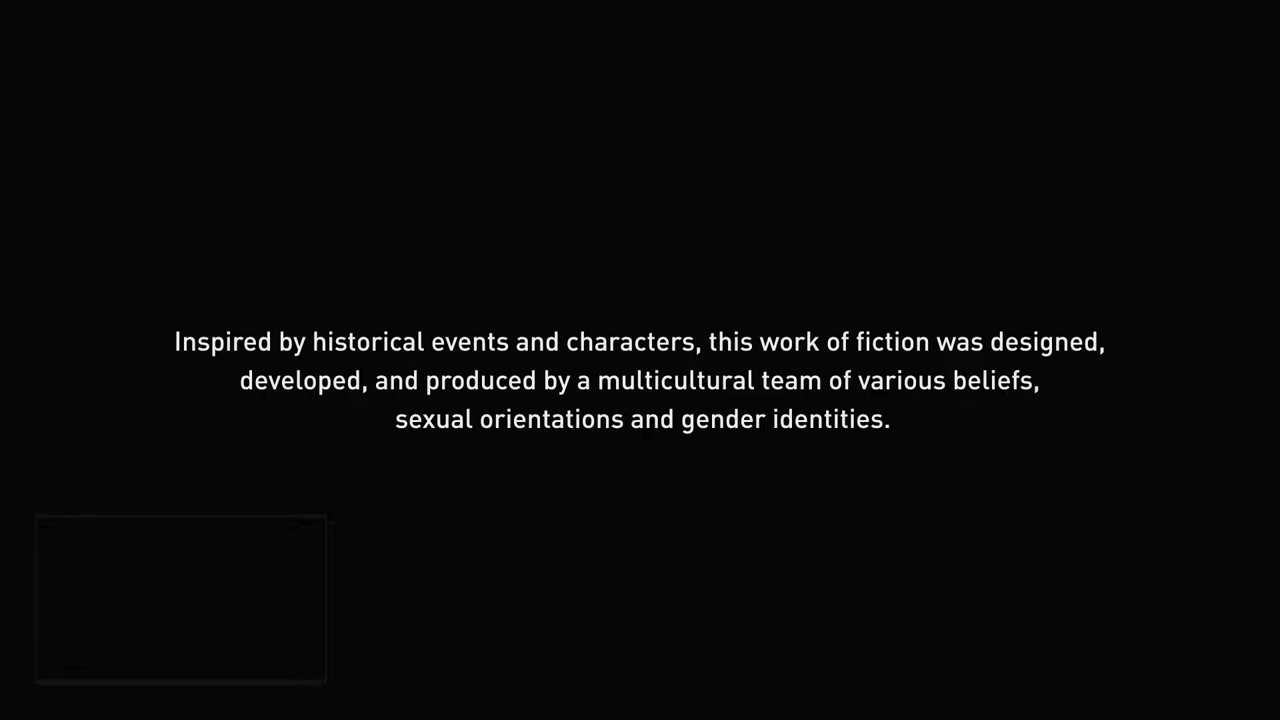 Inspired by historical events and characters, this work of fiction was designed,
developed, and produced by a multicultural team of various beliefs,
sexual orientations and gender identities.